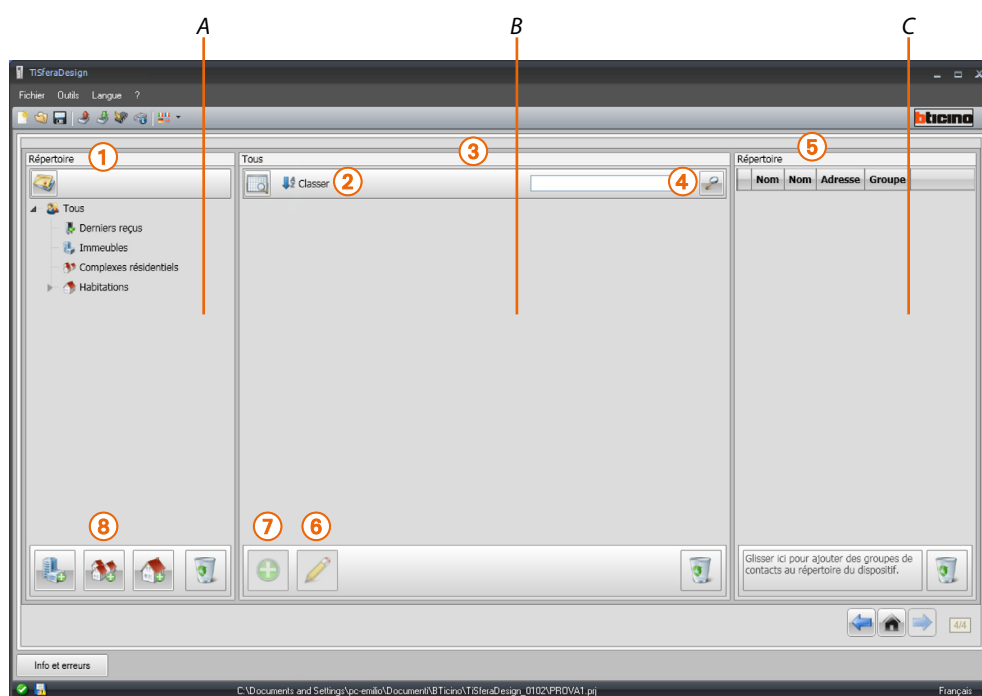 A B C
TiSferaDesign
Fichier Outils Langue ?
bticino
Répertoire 1
Tous 3
Répertoire 5
Classer 2
4
Nom Nom Adresse Groupe
Tous
Derniers reçus
Immeubles
Complexes résidentiels
Habitations
8
7 6
Glisser ici pour ajouter des groupes de
contacts au répertoire du dispositif.
4/4
Info et erreurs
C:\Documents and Settings\pc-emilio\Documenti\BTicino\TiSferaDesign_0102\PROVA1.prj
Français